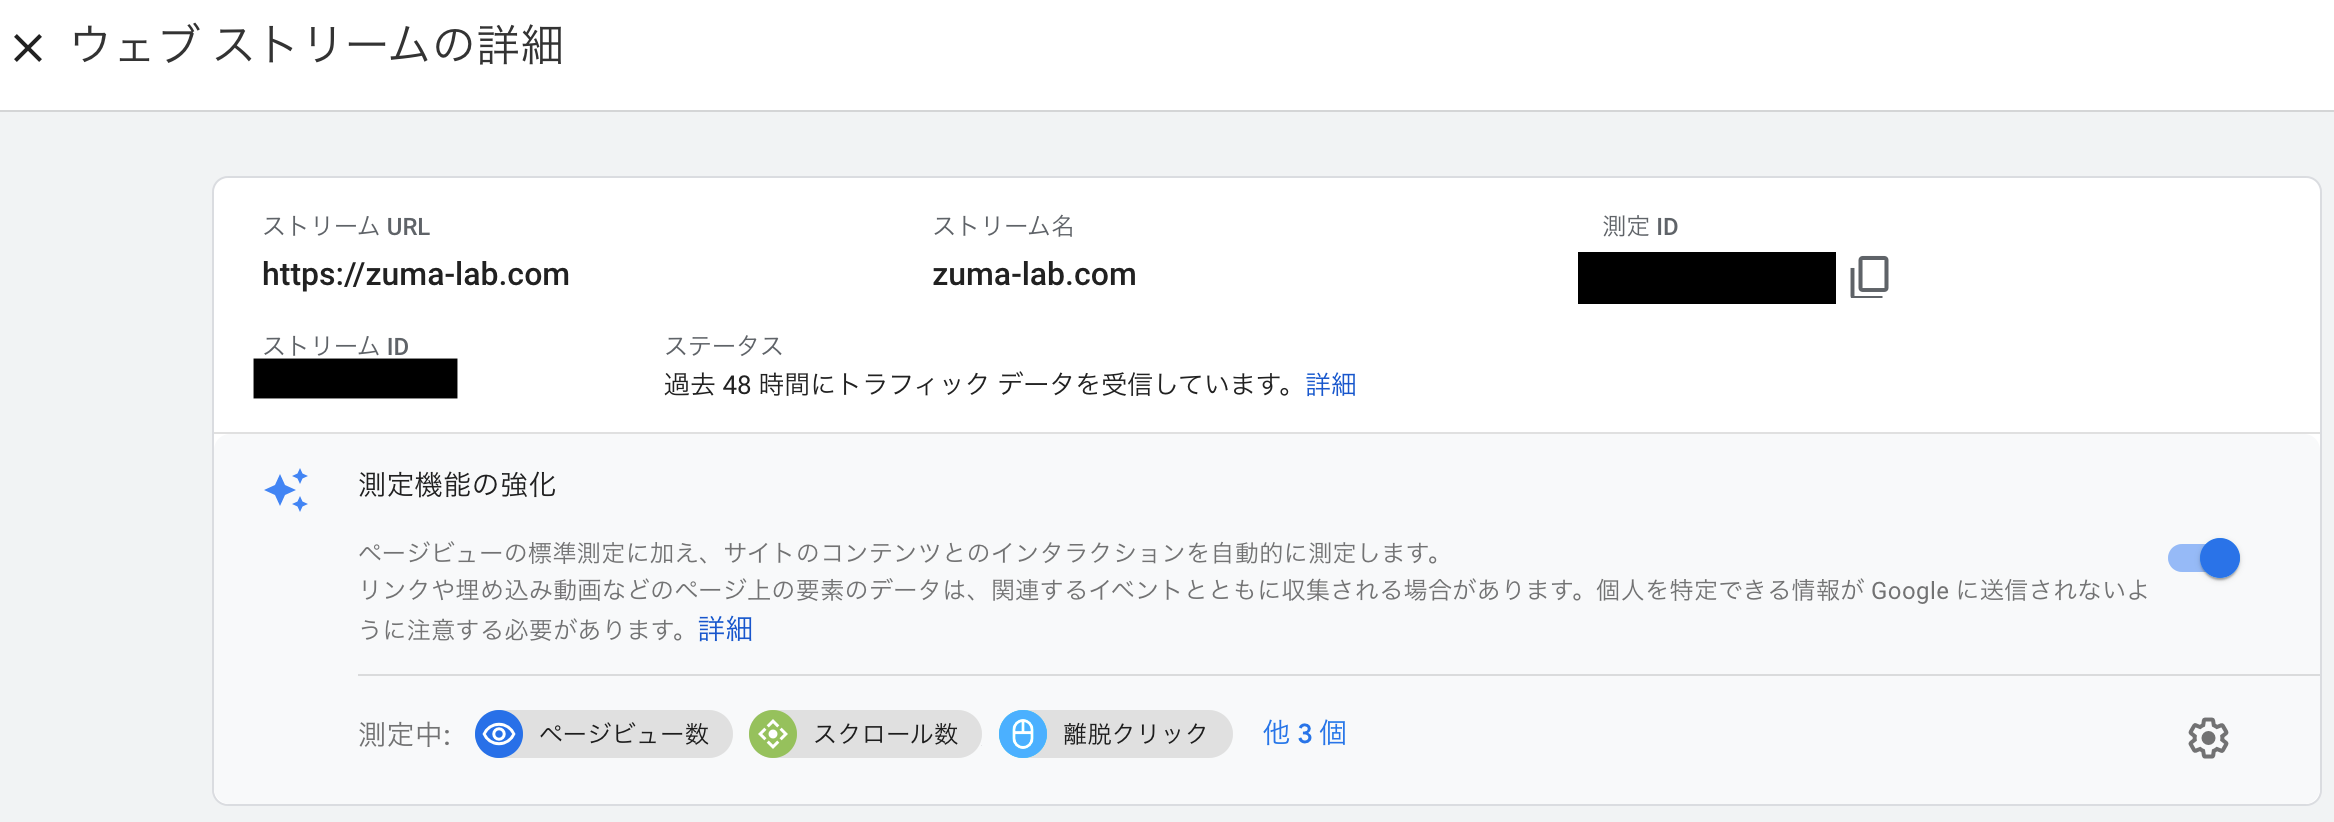 ウェブ ストリームの詳細
ストリーム URL
https://zuma-lab.com
ストリーム名
zuma-lab.com
測定 ID
ストリーム ID
ステータス
過去 48 時間にトラフィック データを受信しています。詳細
測定機能の強化
ページビューの標準測定に加え、サイトのコンテンツとのインタラクションを自動的に測定します。
リンクや埋め込み動画などのページ上の要素のデータは、関連するイベントとともに収集される場合があります。個人を特定できる情報が Google に送信されないよ
うに注意する必要があります。詳細
測定中: ページビュー数 スクロール数 離脱クリック 他 3 個